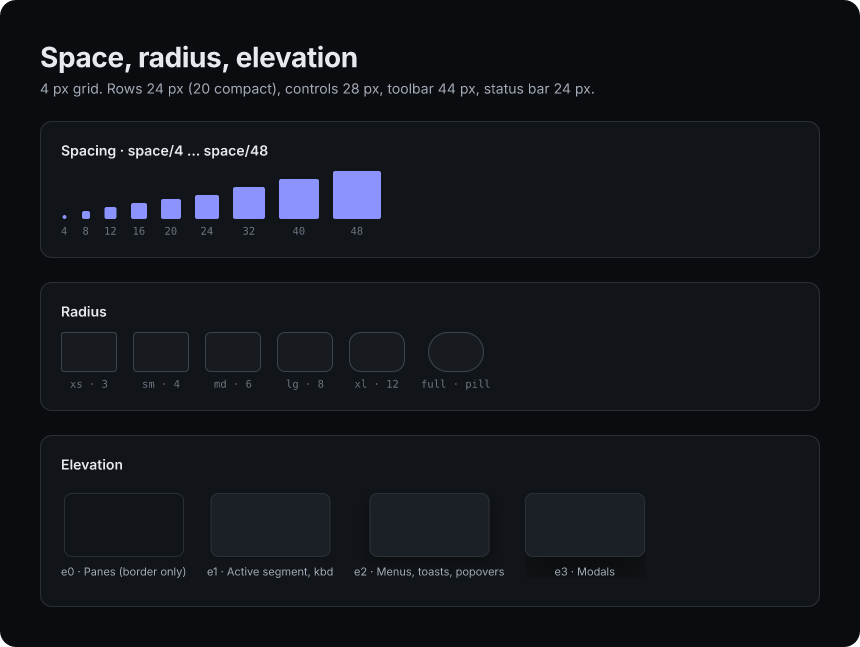 Space, radius, elevation
4 px grid. Rows 24 px (20 compact), controls 28 px, toolbar 44 px, status bar 24 px.
Spacing · space/4 … space/48
4 8 12 16 20 24 32 40 48
Radius
xs · 3 sm · 4 md · 6 lg · 8 xl · 12 full · pill
Elevation
e0 · Panes (border only) e1 · Active segment, kbd e2 · Menus, toasts, popovers e3 · Modals